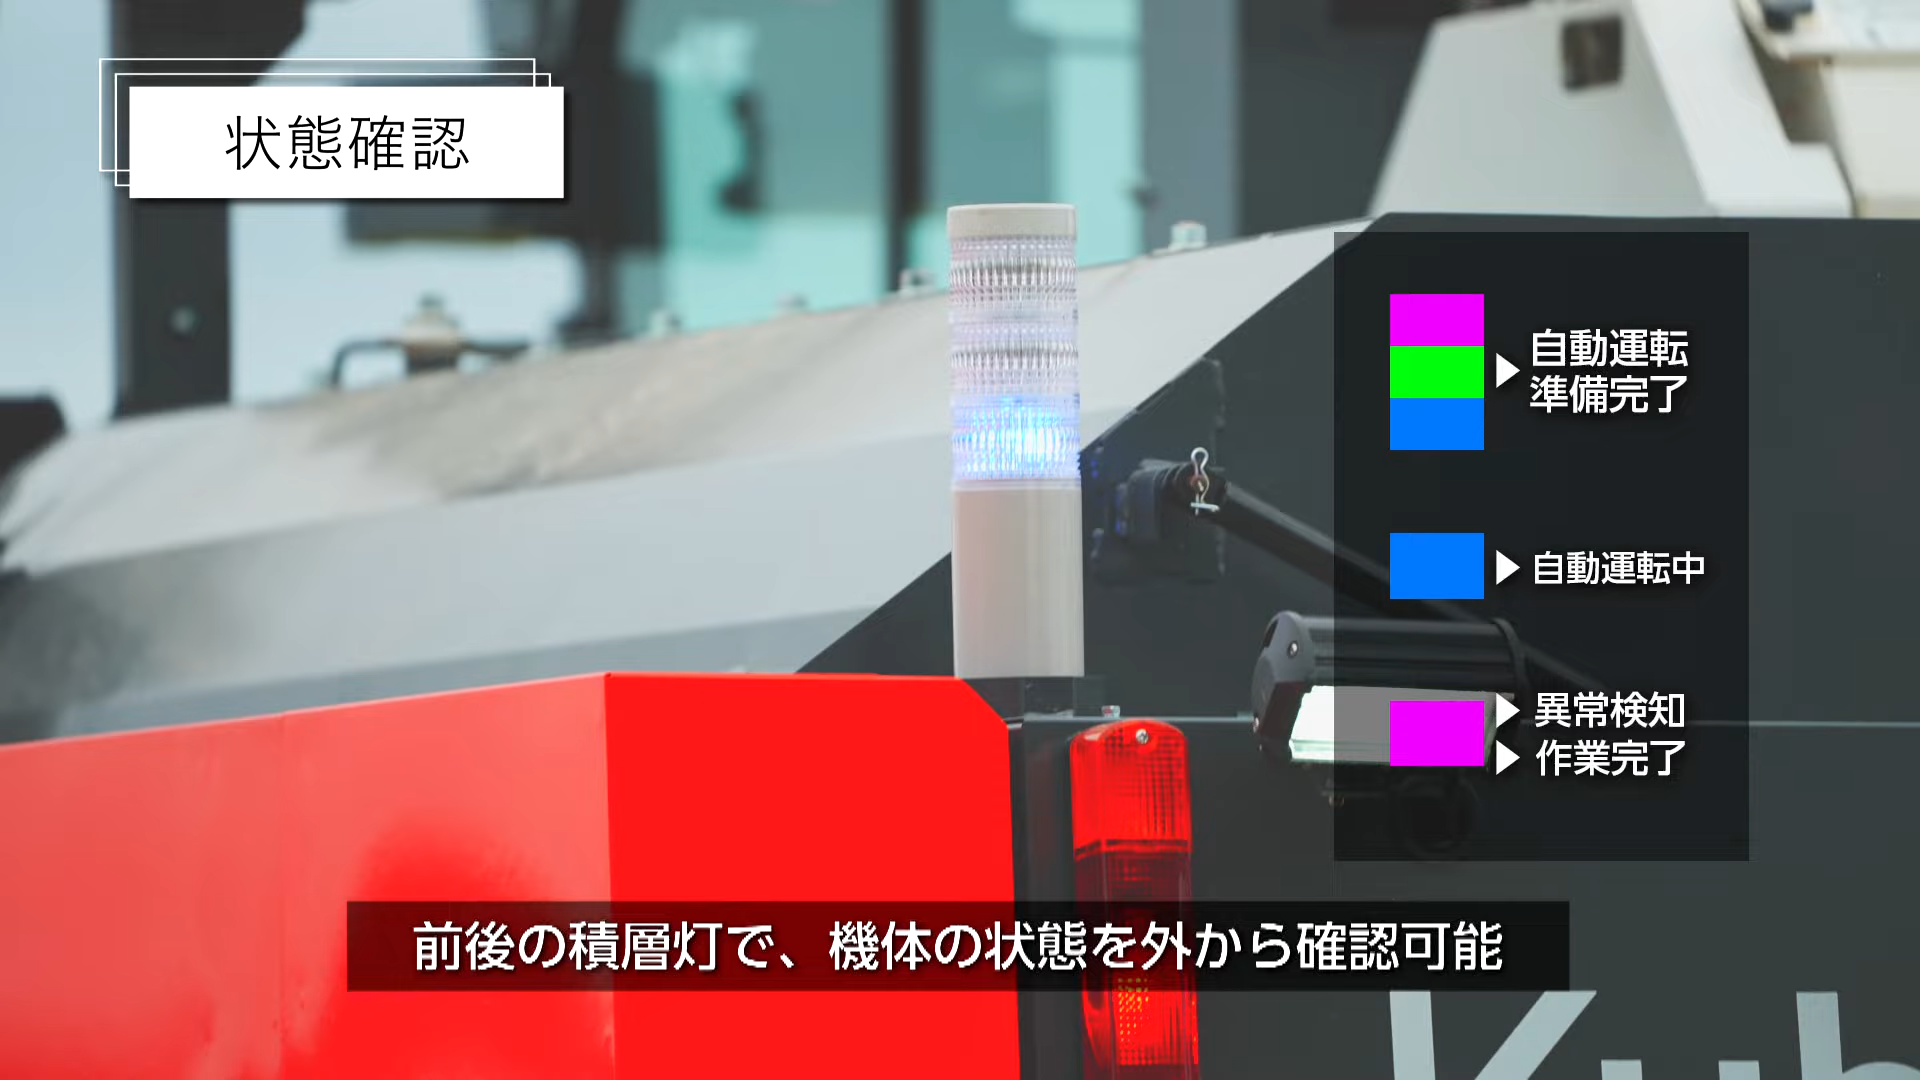 状態確認
自動運転
準備完了
自動運転中
異常検知
作業完了
前後の積層灯で、機体の状態を外から確認可能
Kub